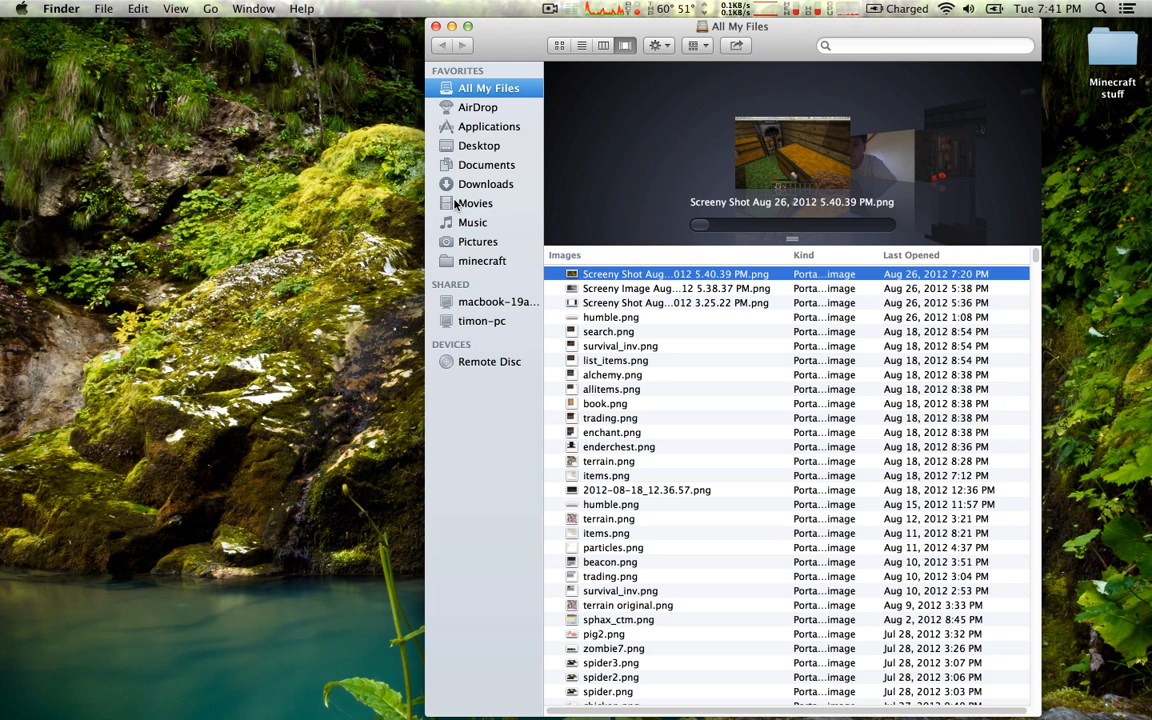 Finder File Edit View Go Window Help 60° 51° 0.1KB/s 0.1KB/s Charged Tue 7:41 PM
All My Files
Minecraft stuff
FAVORITES
All My Files
AirDrop
Applications
Desktop
Documents
Downloads
Movies
Music
Pictures
minecraft
SHARED
macbook-19a...
timon-pc
DEVICES
Remote Disc
Screeny Shot Aug 26, 2012 5.40.39 PM.png
Images Kind Last Opened
Screeny Shot Aug...012 5.40.39 PM.png Porta...image Aug 26, 2012 7:20 PM
Screeny Image Aug...12 5.38.37 PM.png Porta...image Aug 26, 2012 5:38 PM
Screeny Shot Aug...012 3.25.22 PM.png Porta...image Aug 26, 2012 5:36 PM
humble.png Porta...image Aug 26, 2012 1:08 PM
search.png Porta...image Aug 18, 2012 8:54 PM
survival_inv.png Porta...image Aug 18, 2012 8:54 PM
list_items.png Porta...image Aug 18, 2012 8:54 PM
alchemy.png Porta...image Aug 18, 2012 8:38 PM
allitems.png Porta...image Aug 18, 2012 8:38 PM
book.png Porta...image Aug 18, 2012 8:38 PM
trading.png Porta...image Aug 18, 2012 8:38 PM
enchant.png Porta...image Aug 18, 2012 8:38 PM
enderchest.png Porta...image Aug 18, 2012 8:36 PM
terrain.png Porta...image Aug 18, 2012 8:28 PM
items.png Porta...image Aug 18, 2012 7:12 PM
2012-08-18_12.36.57.png Porta...image Aug 18, 2012 12:36 PM
humble.png Porta...image Aug 15, 2012 11:57 PM
terrain.png Porta...image Aug 12, 2012 3:21 PM
items.png Porta...image Aug 11, 2012 8:21 PM
particles.png Porta...image Aug 11, 2012 4:37 PM
beacon.png Porta...image Aug 10, 2012 3:51 PM
trading.png Porta...image Aug 10, 2012 3:04 PM
survival_inv.png Porta...image Aug 10, 2012 2:53 PM
terrain original.png Porta...image Aug 9, 2012 3:33 PM
sphax_ctm.png Porta...image Aug 2, 2012 8:45 PM
pig2.png Porta...image Jul 28, 2012 3:32 PM
zombie7.png Porta...image Jul 28, 2012 3:26 PM
spider3.png Porta...image Jul 28, 2012 3:07 PM
spider2.png Porta...image Jul 28, 2012 3:06 PM
spider.png Porta...image Jul 28, 2012 3:03 PM